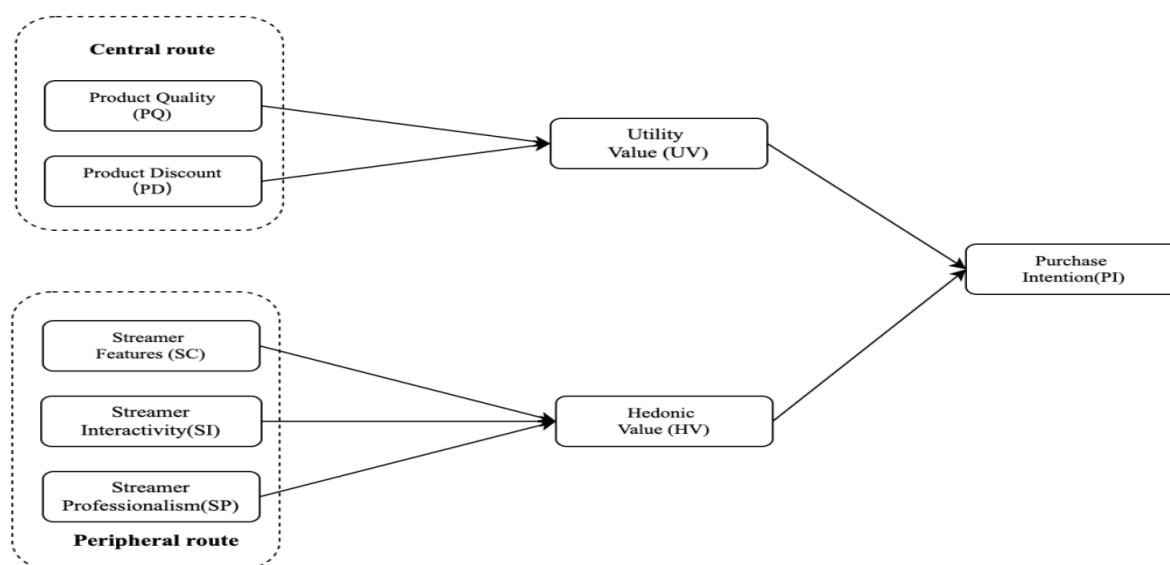 Central route
Product Quality
(PQ)
Product Discount
（PD）
Utility
Value (UV)
Purchase
Intention(PI)
Streamer
Features (SC)
Streamer
Interactivity(SI)
Streamer
Professionalism(SP)
Hedonic
Value (HV)
Peripheral route